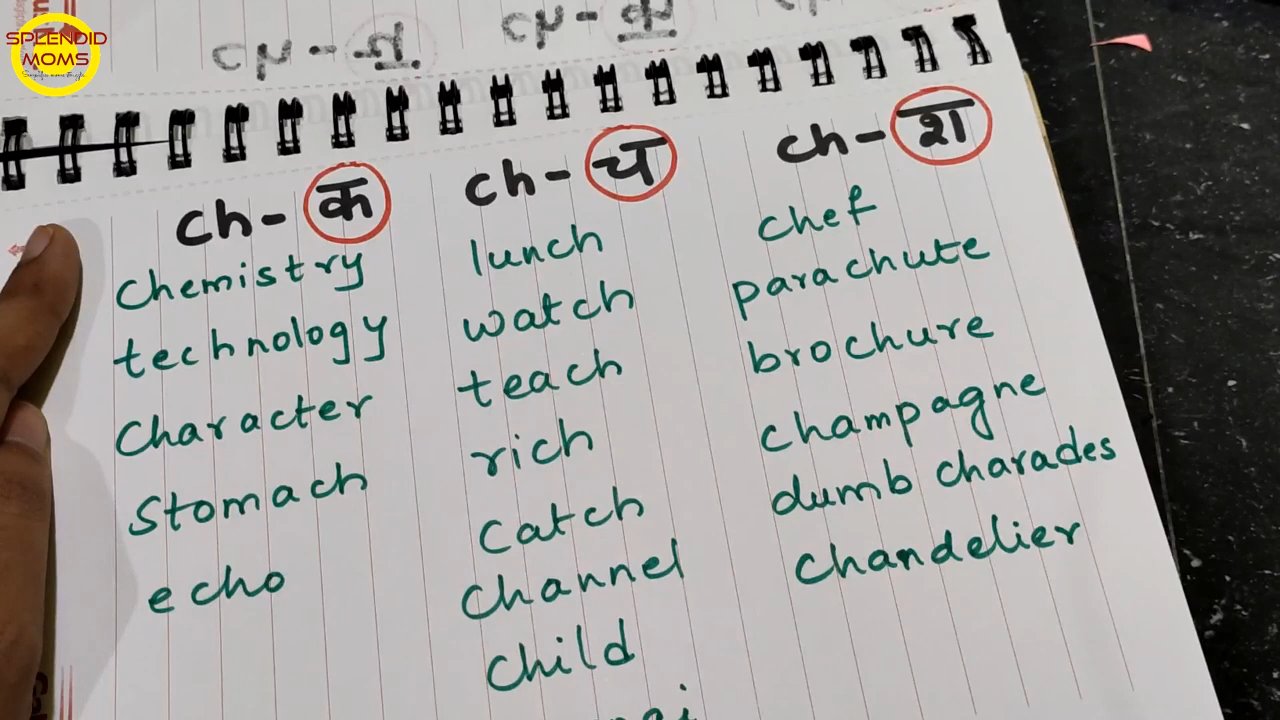 SPLENDID
MOMS
ch - क
chemistry
technology
Character
Stomach
echo
ch - च
lunch
watch
teach
rich
catch
channel
child
ch - श
chef
parachute
brochure
champagne
dumb charades
chandelier